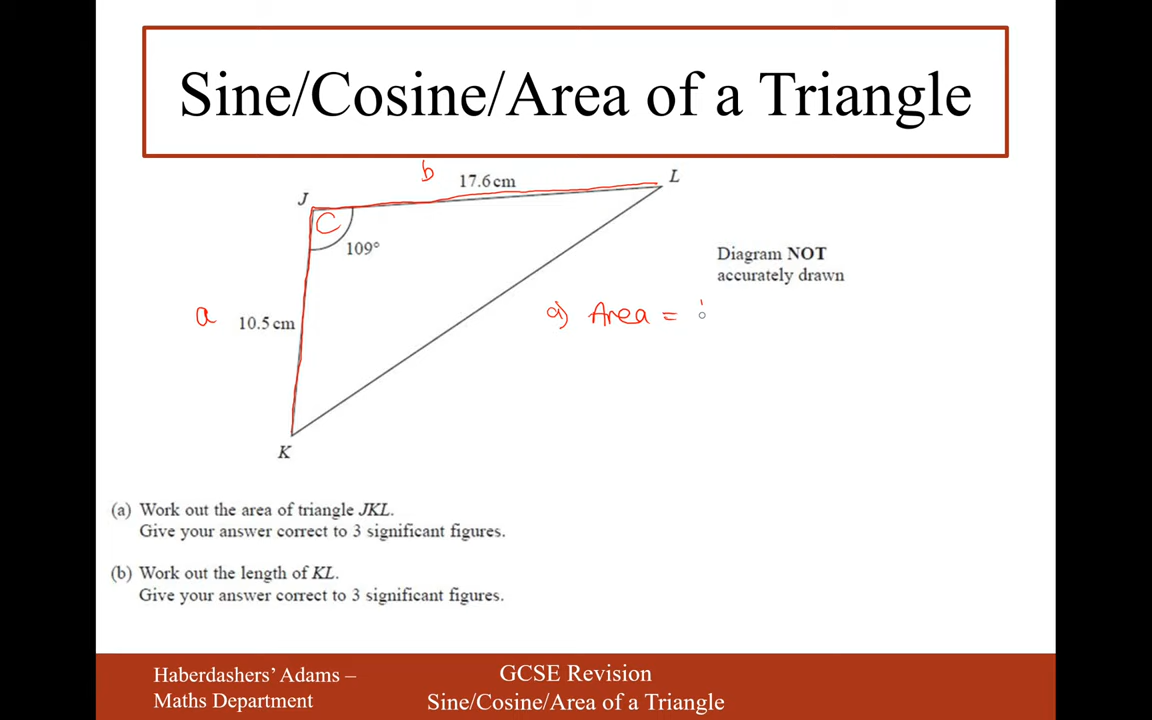 Sine/Cosine/Area of a Triangle
b
17.6 cm
L
J
C
109°
Diagram NOT
accurately drawn
a
10.5 cm
a) Area =
K
(a) Work out the area of triangle JKL.
Give your answer correct to 3 significant figures.
(b) Work out the length of KL.
Give your answer correct to 3 significant figures.
Haberdashers' Adams –
Maths Department
GCSE Revision
Sine/Cosine/Area of a Triangle